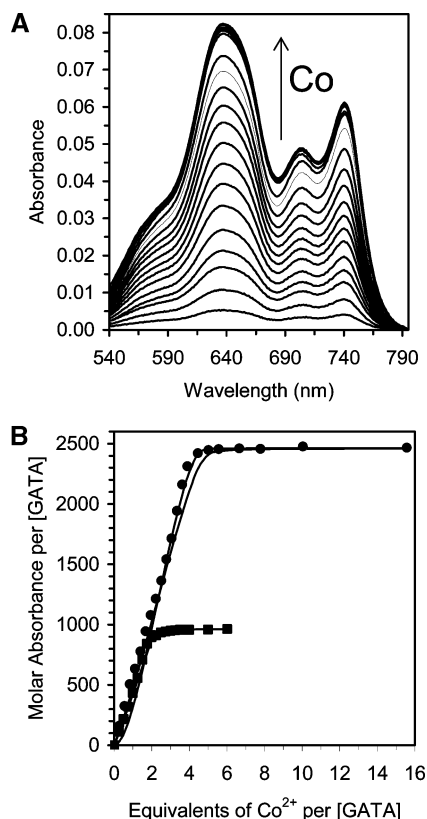 A
0.08
0.07
0.06
0.05
0.04
0.03
0.02
0.01
0.00
Absorbance
Co
540 590 640 690 740 790
Wavelength (nm)
B
2500
2000
1500
1000
500
0
Molar Absorbance per [GATA]
0 2 4 6 8 10 12 14 16
Equivalents of Co²⁺ per [GATA]